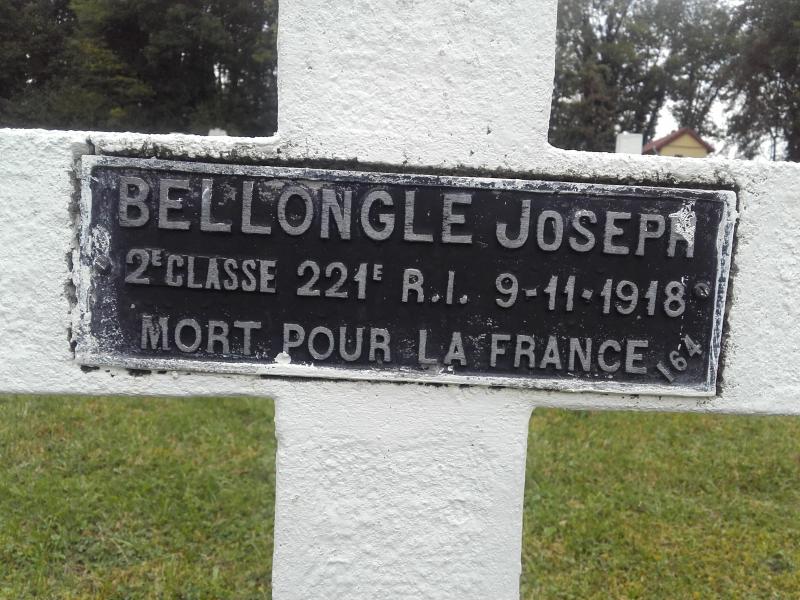 BELLONGLE JOSEPH
2E CLASSE 221E R.I. 9-11-1918
MORT POUR LA FRANCE 164